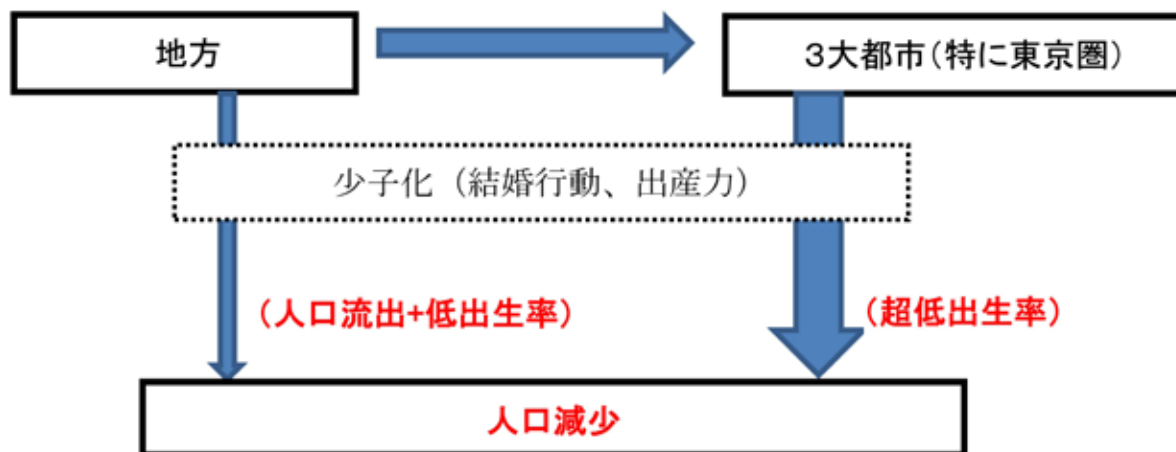 地方
3大都市（特に東京圏）
少子化（結婚行動、出産力）
（人口流出+低出生率）
（超低出生率）
人口減少